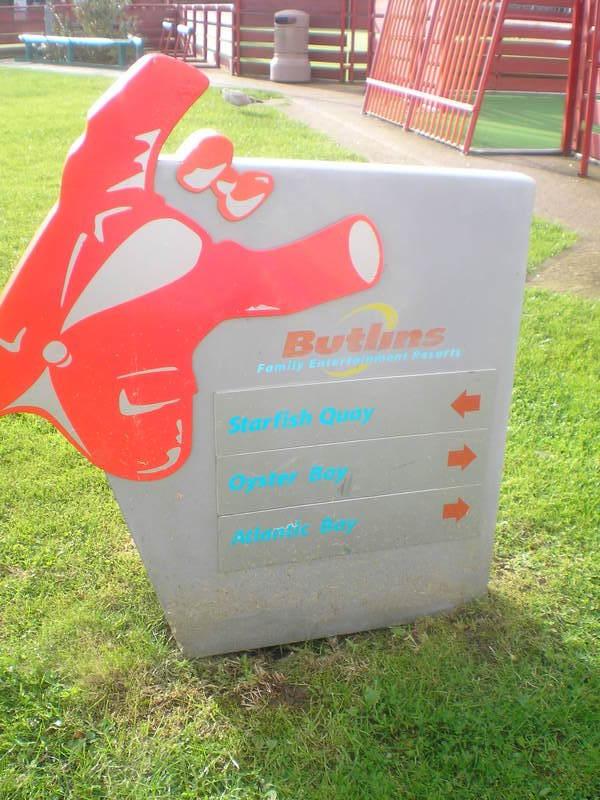 Butlins
Family Entertainment Resorts
Starfish Quay
Oyster Bay
Atlantic Bay